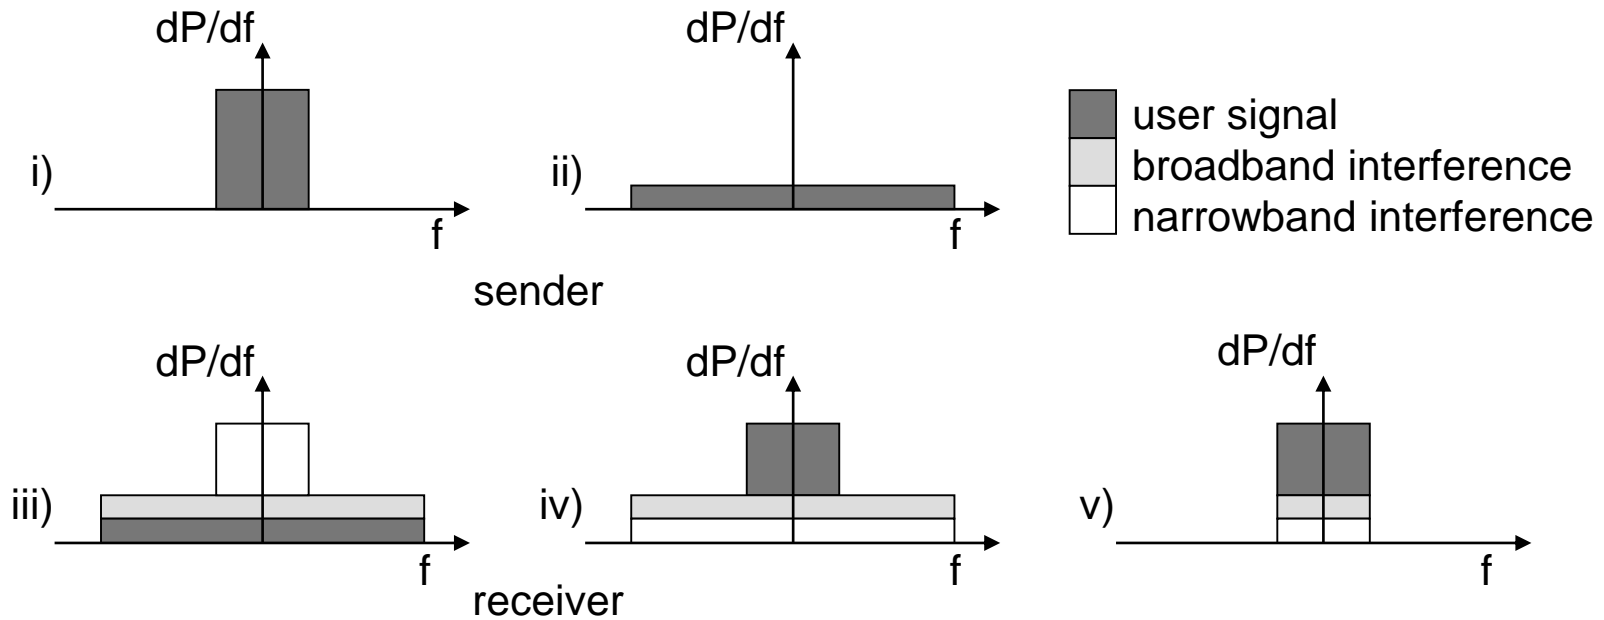 dP/df
dP/df
user signal
broadband interference
narrowband interference
i)
ii)
f
f
sender
dP/df
dP/df
dP/df
iii)
iv)
v)
f
f
f
receiver